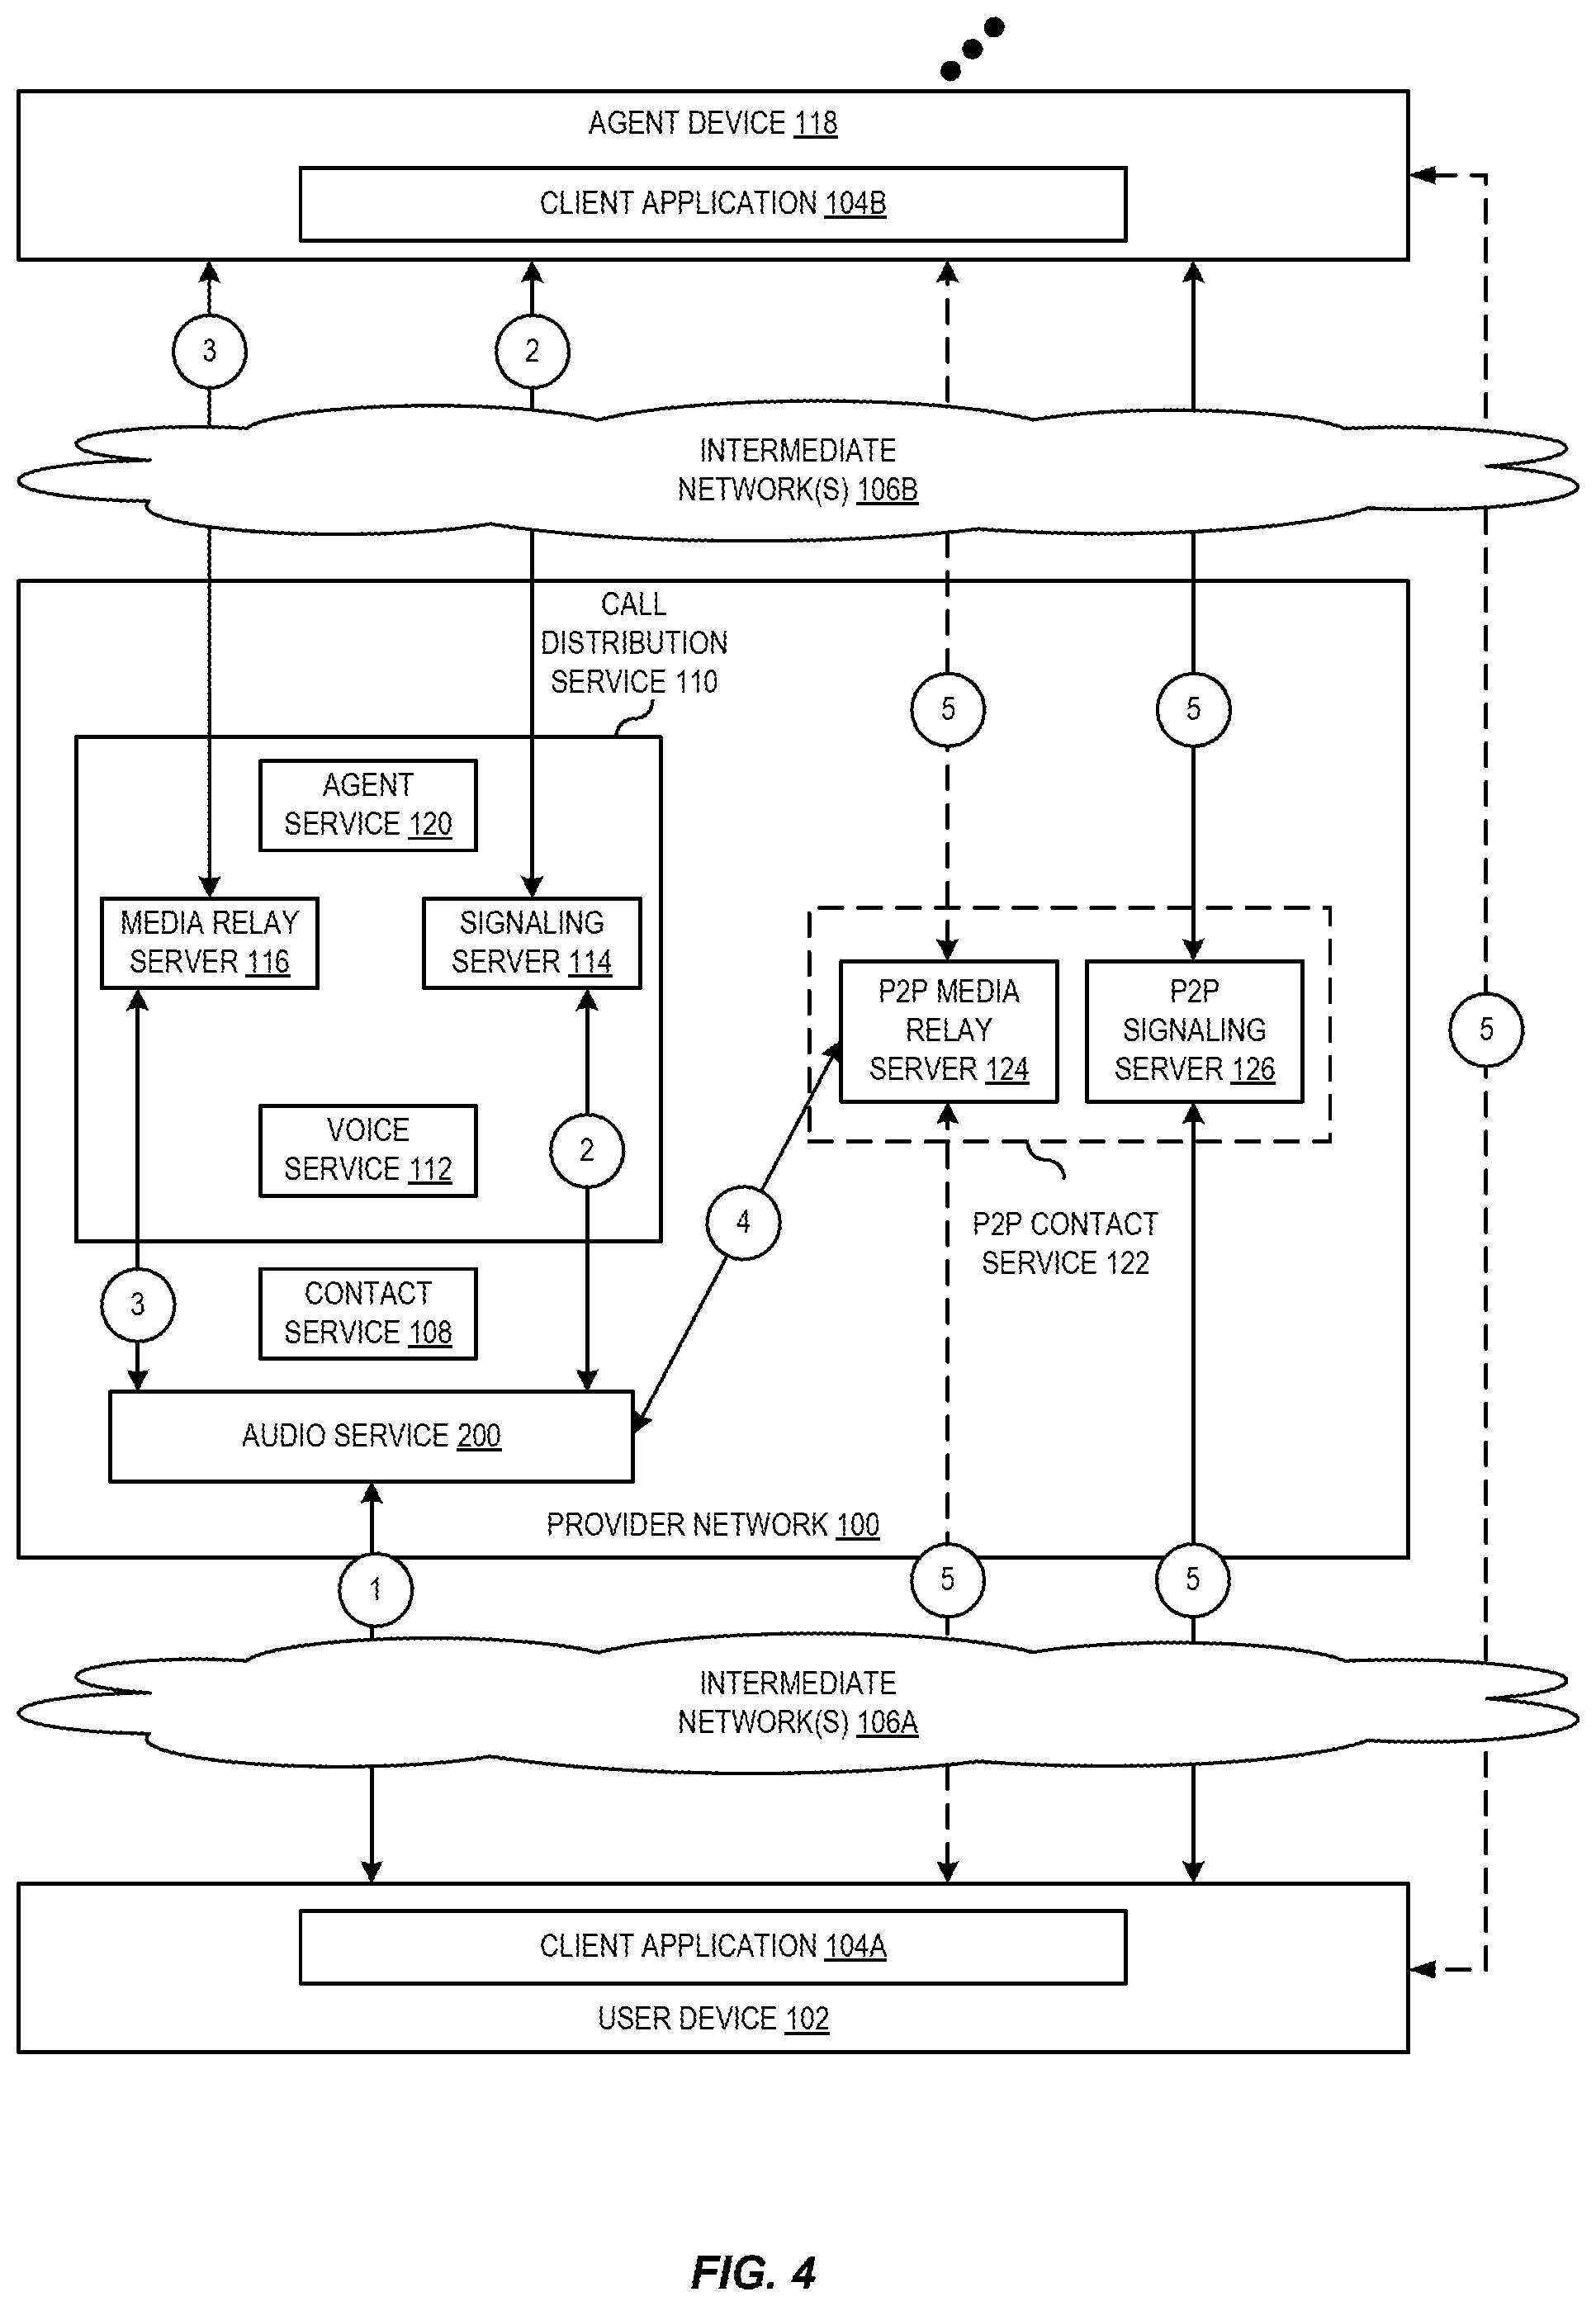 AGENT DEVICE 118
CLIENT APPLICATION 104B
3
2
INTERMEDIATE
NETWORK(S) 106B
CALL
DISTRIBUTION
SERVICE 110
5
5
AGENT
SERVICE 120
MEDIA RELAY
SERVER 116
SIGNALING
SERVER 114
P2P MEDIA
RELAY
SERVER 124
P2P
SIGNALING
SERVER 126
5
VOICE
SERVICE 112
2
4
P2P CONTACT
SERVICE 122
3
CONTACT
SERVICE 108
AUDIO SERVICE 200
PROVIDER NETWORK 100
1
5
5
INTERMEDIATE
NETWORK(S) 106A
CLIENT APPLICATION 104A
USER DEVICE 102
FIG. 4